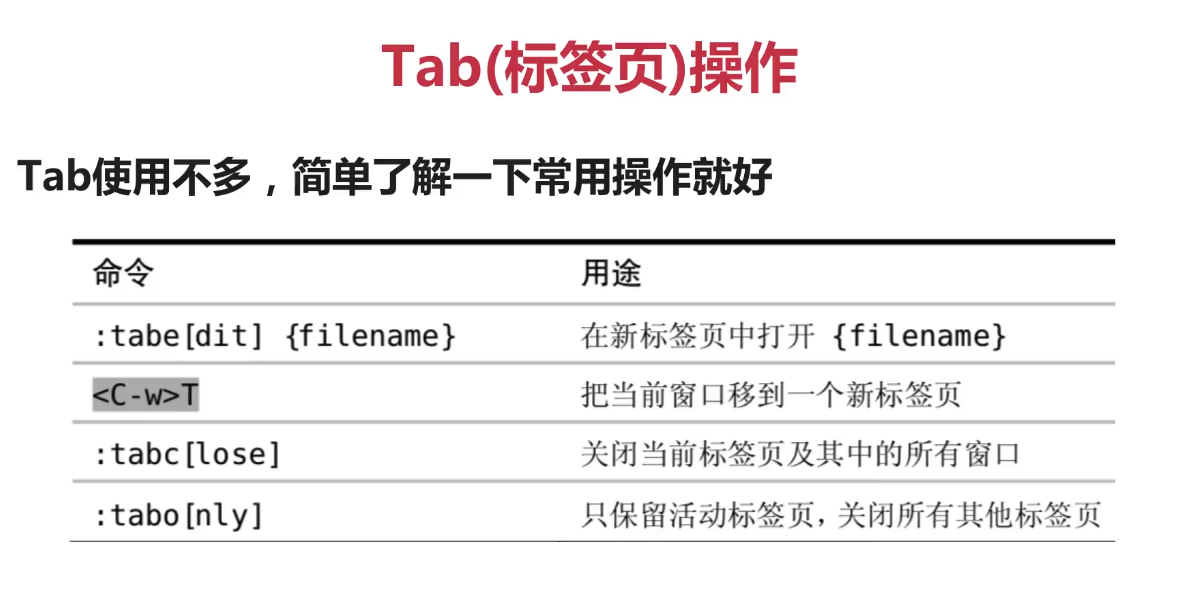 Tab(标签页)操作
Tab使用不多，简单了解一下常用操作就好
命令 用途
:tabe[dit] {filename} 在新标签页中打开 {filename}
<C-w>T 把当前窗口移到一个新标签页
:tabc[lose] 关闭当前标签页及其中的所有窗口
:tabo[nly] 只保留活动标签页，关闭所有其他标签页